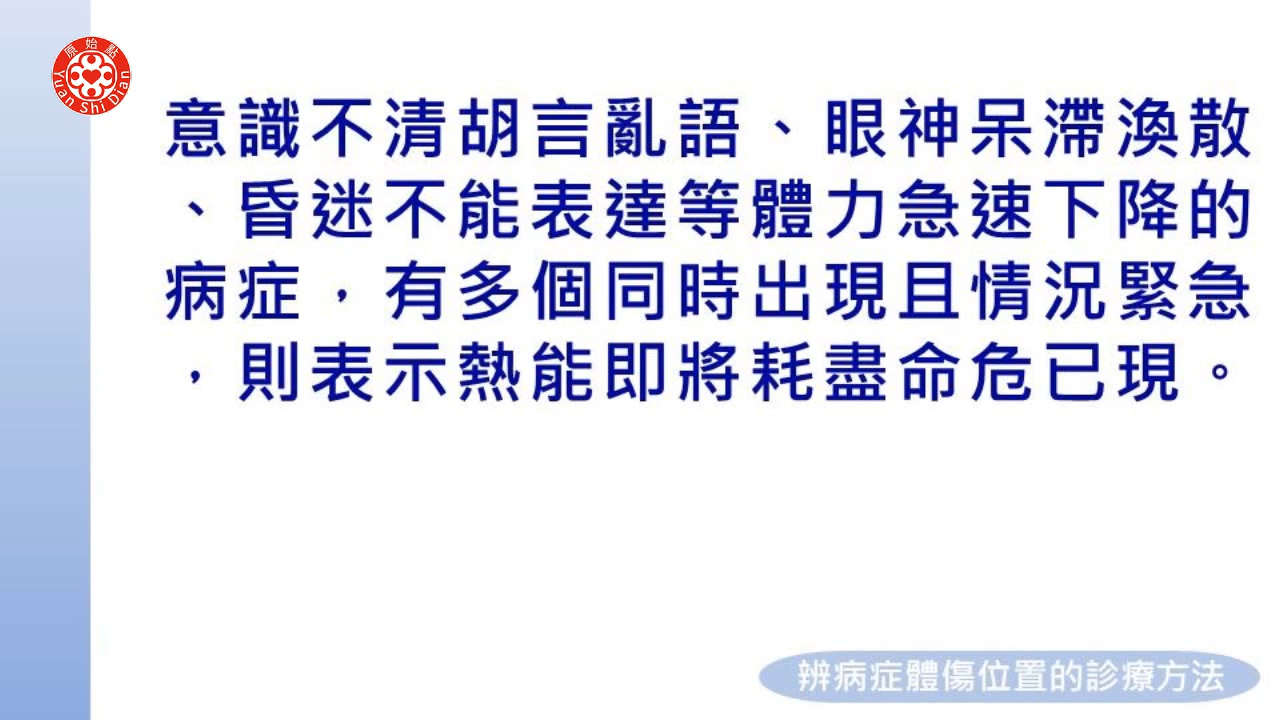 原始點
Yuan Shi Dian
意識不清胡言亂語、眼神呆滯渙散
、昏迷不能表達等體力急速下降的
病症，有多個同時出現且情況緊急
，則表示熱能即將耗盡命危已現。
辨病症體傷位置的診療方法